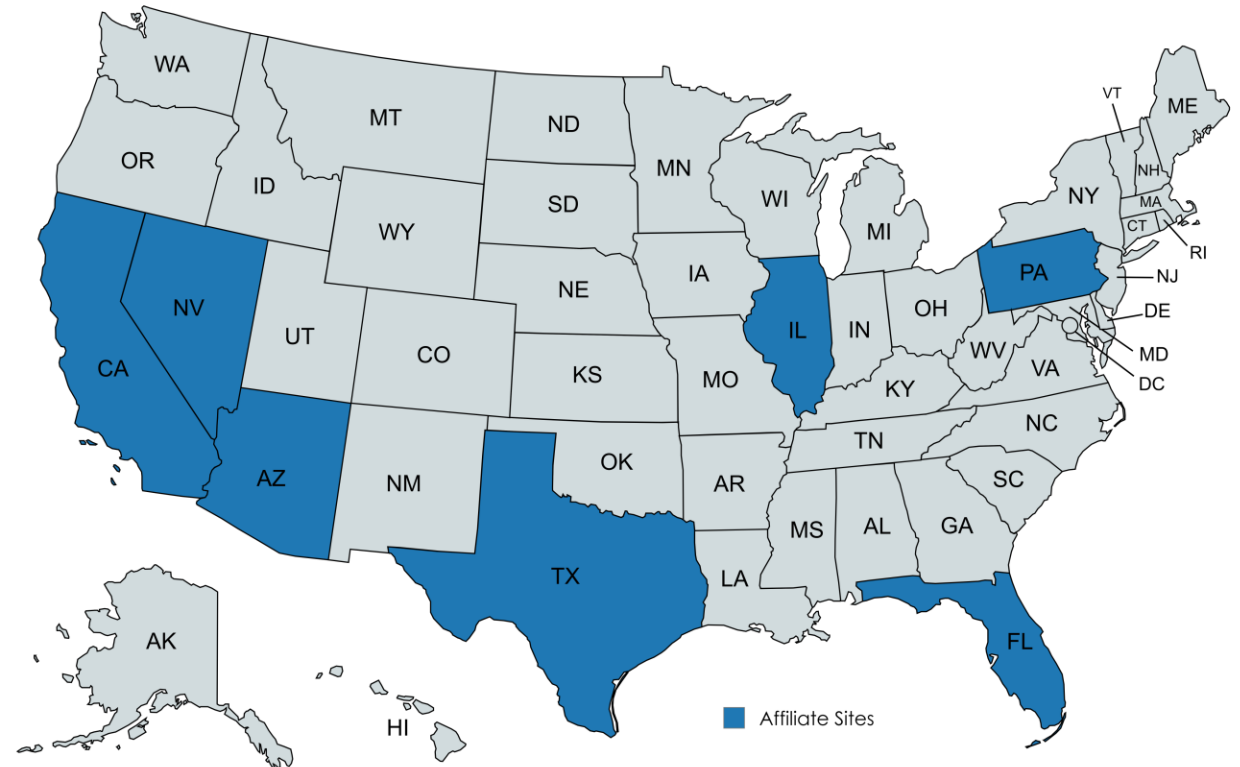 WA
MT
ND
MN
OR
ID
SD
WI
MI
NY
VT
ME
NH
MA
CT
RI
WY
NV
UT
CO
NE
IA
IL
IN
OH
PA
NJ
DE
MD
DC
CA
KS
MO
KY
WV
VA
AZ
NM
OK
AR
TN
NC
SC
TX
LA
MS
AL
GA
FL
AK
HI
Affiliate Sites